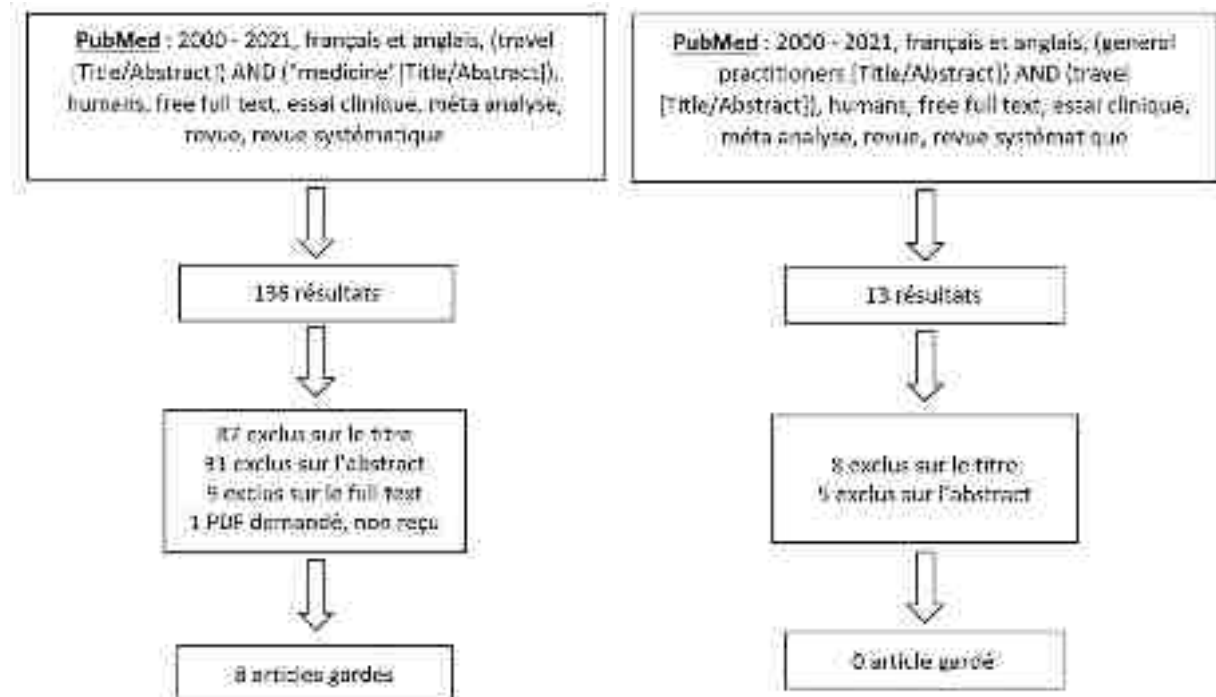 PubMed : 2000 - 2021, français et anglais, (travel
[Title/Abstract]) AND ("medicine" [Title/Abstract]),
humans, free full text, essai clinique, méta analyse,
revue, revue systématique
136 résultats
87 exclus sur le titre
31 exclus sur l'abstract
9 exclus sur le full text
1 PDF demandé, non reçu
8 articles gardés
PubMed : 2000 - 2021, français et anglais, (general
practitioners [Title/Abstract]) AND (travel
[Title/Abstract]), humans, free full text, essai clinique,
méta analyse, revue, revue systématique
13 résultats
8 exclus sur le titre
5 exclus sur l'abstract
0 article gardé